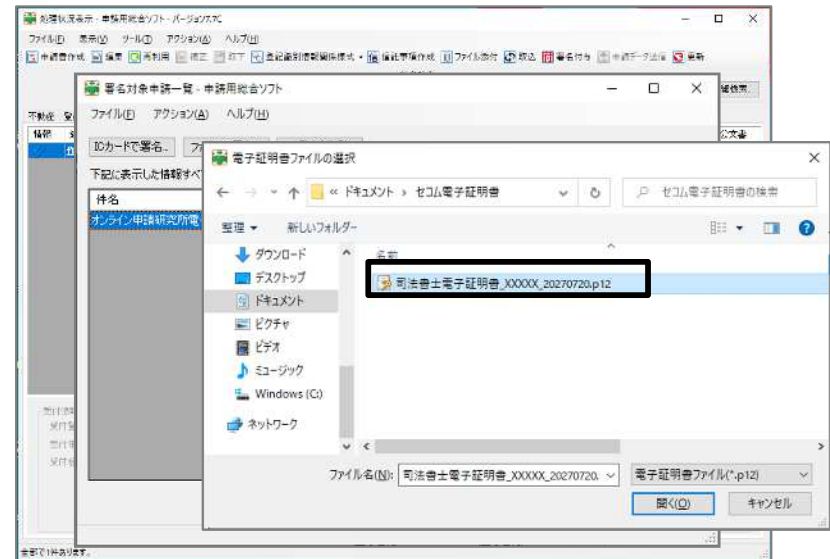 処理状況表示 - 申請用総合ソフト - バージョン7.7C
ファイル(F) 表示(V) ツール(T) アクション(A) ヘルプ(H)
申請書作成 編集 再利用 補正 取下 登記識別情報関係様式 信託事項作成 ファイル添付 取込 署名付与 申請データ送信 更新
署名対象申請一覧 - 申請用総合ソフト
ファイル(F) アクション(A) ヘルプ(H)
ICカードで署名..
下記に表示した情報すべ
件名
オンライン申請研究所電
不動産
情報
公文書
電子証明書ファイルの選択
« ドキュメント › セコム電子証明書
セコム電子証明書の検索
整理 新しいフォルダー
ダウンロード
デスクトップ
ドキュメント
ピクチャ
ビデオ
ミュージック
Windows (C:)
ネットワーク
名前
司法書士電子証明書_XXXXX_20270720.p12
ファイル名(N): 司法書士電子証明書_XXXXX_20270720. 電子証明書ファイル(*.p12)
開く(O) キャンセル
全部で1件あります。